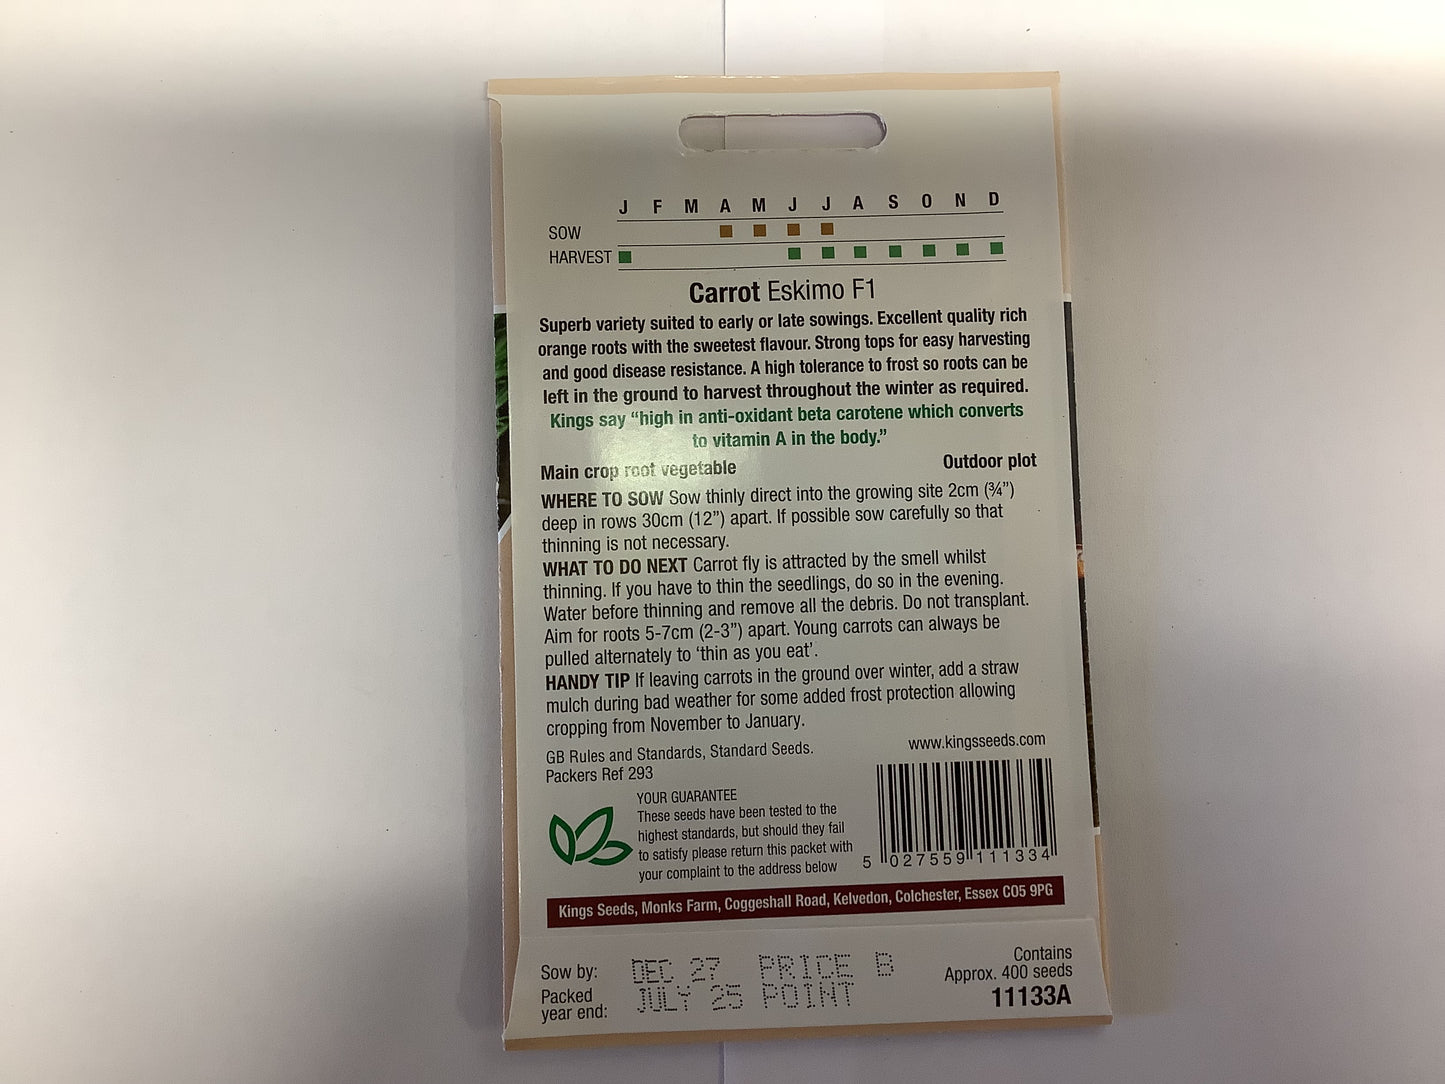 J F M A M J J A S O N D
SOW
HARVEST
Carrot Eskimo F1
Superb variety suited to early or late sowings. Excellent quality rich
orange roots with the sweetest flavour. Strong tops for easy harvesting
and good disease resistance. A high tolerance to frost so roots can be
left in the ground to harvest throughout the winter as required.
Kings say “high in anti-oxidant beta carotene which converts
to vitamin A in the body.”
Main crop root vegetable Outdoor plot
WHERE TO SOW Sow thinly direct into the growing site 2cm (¾”)
deep in rows 30cm (12”) apart. If possible sow carefully so that
thinning is not necessary.
WHAT TO DO NEXT Carrot fly is attracted by the smell whilst
thinning. If you have to thin the seedlings, do so in the evening.
Water before thinning and remove all the debris. Do not transplant.
Aim for roots 5-7cm (2-3”) apart. Young carrots can always be
pulled alternately to ‘thin as you eat’.
HANDY TIP If leaving carrots in the ground over winter, add a straw
mulch during bad weather for some added frost protection allowing
cropping from November to January.
GB Rules and Standards, Standard Seeds.
Packers Ref 293
www.kingsseeds.com
YOUR GUARANTEE
These seeds have been tested to the
highest standards, but should they fail
to satisfy please return this packet with
your complaint to the address below
5 027559 111334
Kings Seeds, Monks Farm, Coggeshall Road, Kelvedon, Colchester, Essex CO5 9PG
Sow by: DEC 27 PRICE B
Packed JULY 25 POINT
year end:
Contains
Approx. 400 seeds
11133A